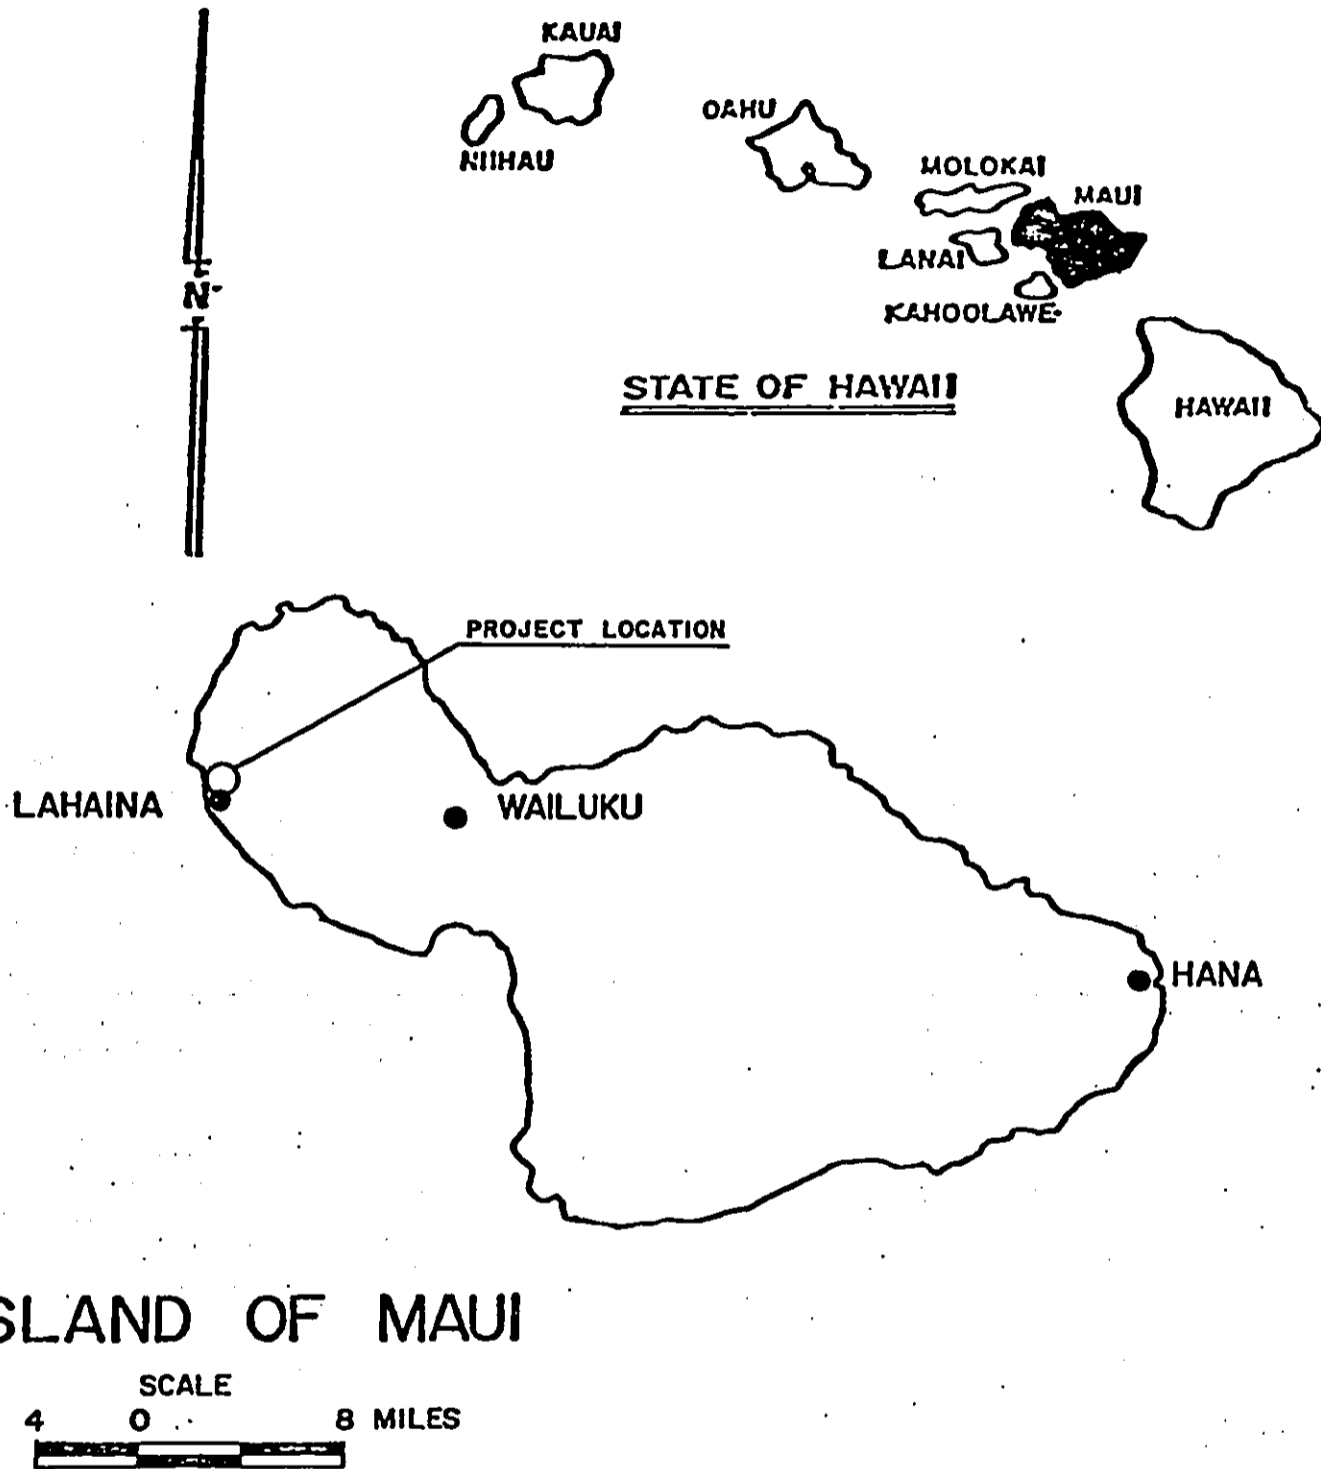 KAUAI
NIIHAU
OAHU
MOLOKAI
MAUI
LANAI
KAHOOLAWE
N
STATE OF HAWAII
HAWAII
PROJECT LOCATION
LAHAINA
WAILUKU
HANA
SLAND OF MAUI
SCALE
4 0 8 MILES